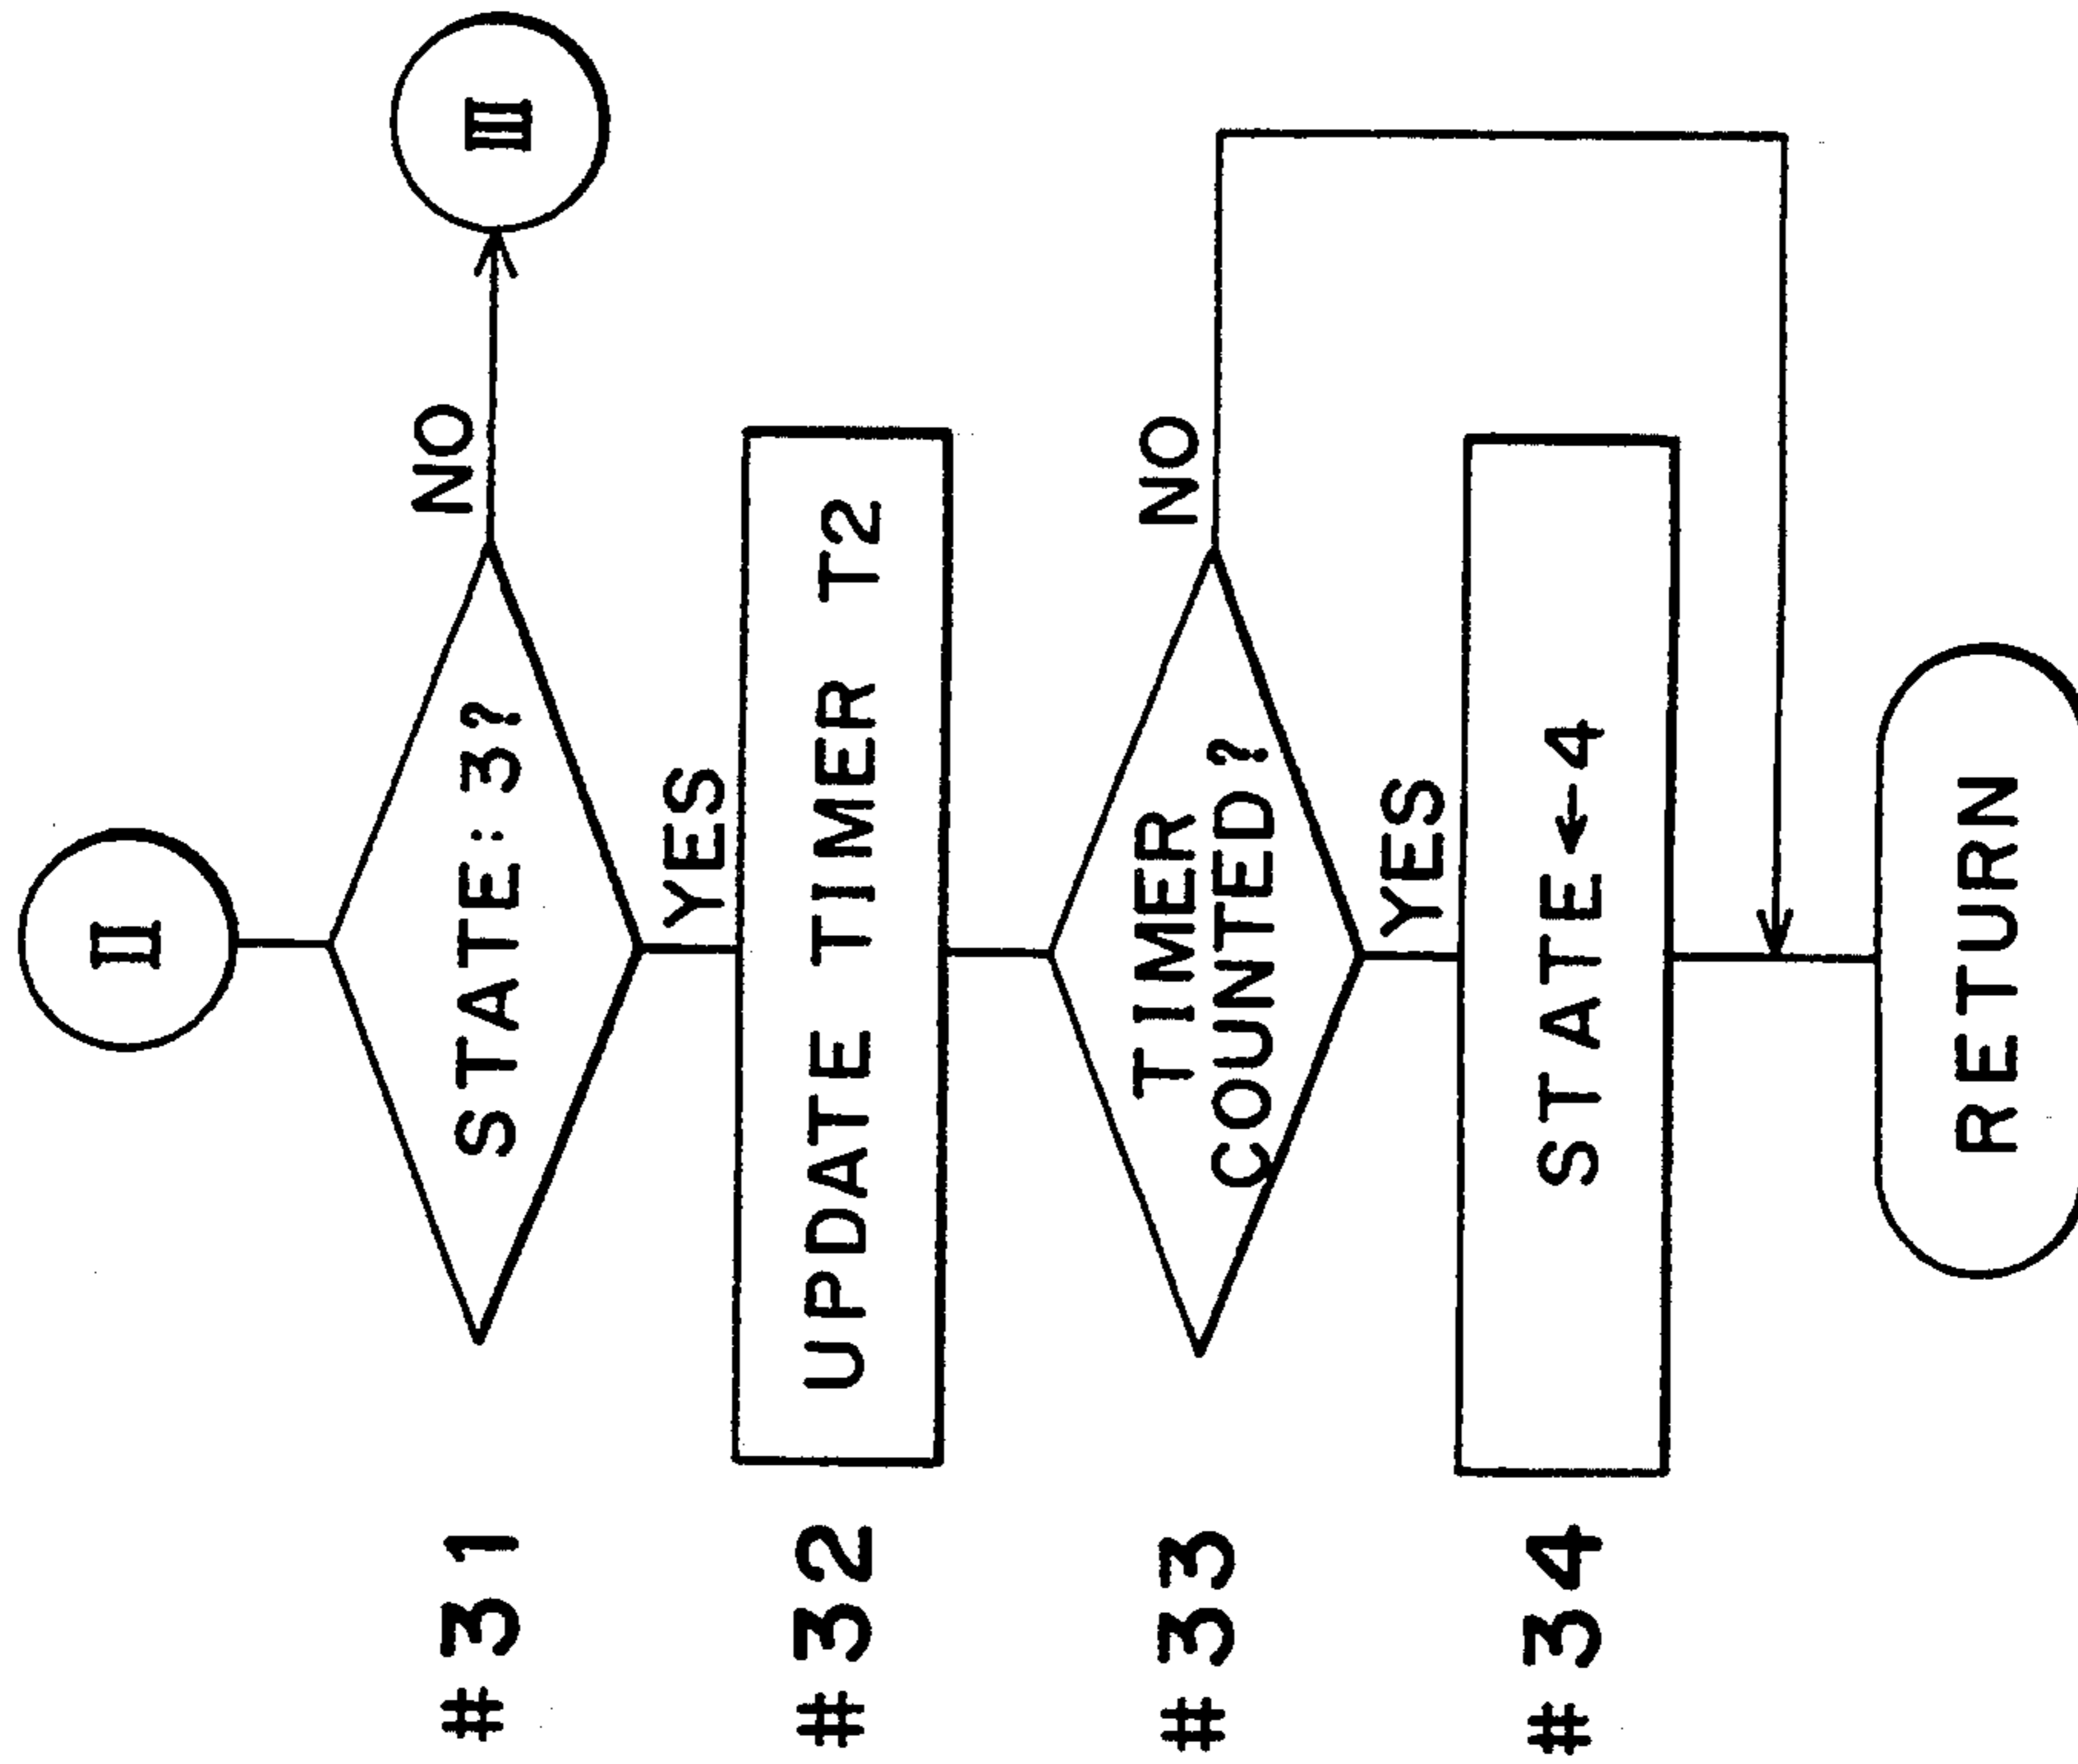 II
#31
STATE: 3?
NO
III
YES
#32
UPDATE TIMER T2
#33
TIMER
COUNTED?
NO
YES
#34
STATE←4
RETURN